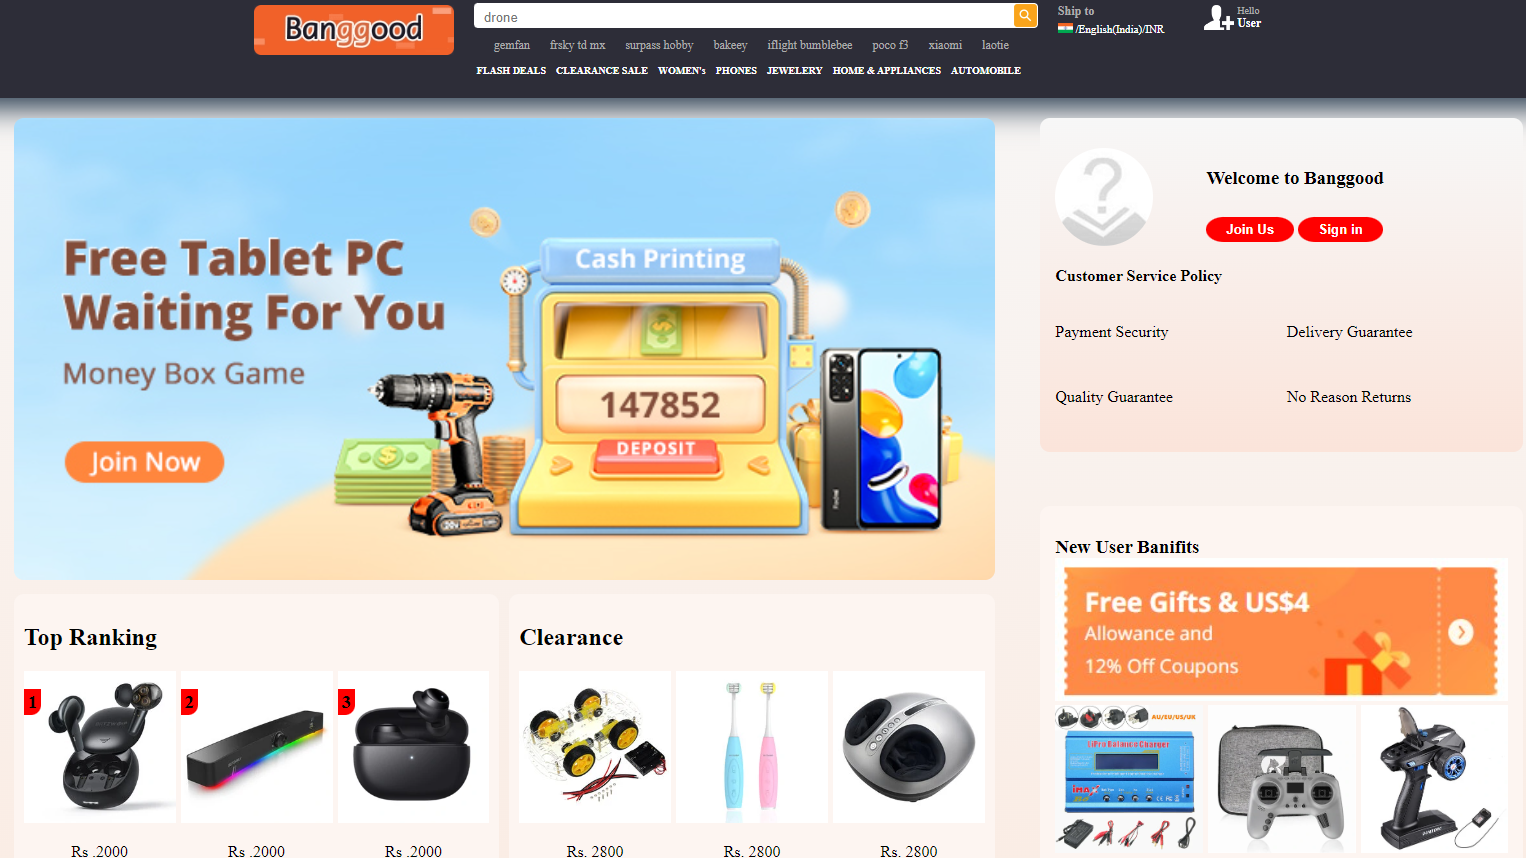 Banggood
drone
Ship to
/English(India)/INR
Hello
User
gemfan frsky td mx surpass hobby bakeey iflight bumblebee poco f3 xiaomi laotie
FLASH DEALS CLEARANCE SALE WOMEN's PHONES JEWELERY HOME & APPLIANCES AUTOMOBILE
Free Tablet PC
Waiting For You
Money Box Game
Join Now
Cash Printing
147852
DEPOSIT
Welcome to Banggood
Join Us Sign in
Customer Service Policy
Payment Security Delivery Guarantee
Quality Guarantee No Reason Returns
New User Banifits
Free Gifts & US$4
Allowance and
12% Off Coupons
AU/EU/US/UK
Top Ranking
1 2 3
Rs .2000 Rs .2000 Rs .2000
Clearance
Rs. 2800 Rs. 2800 Rs. 2800